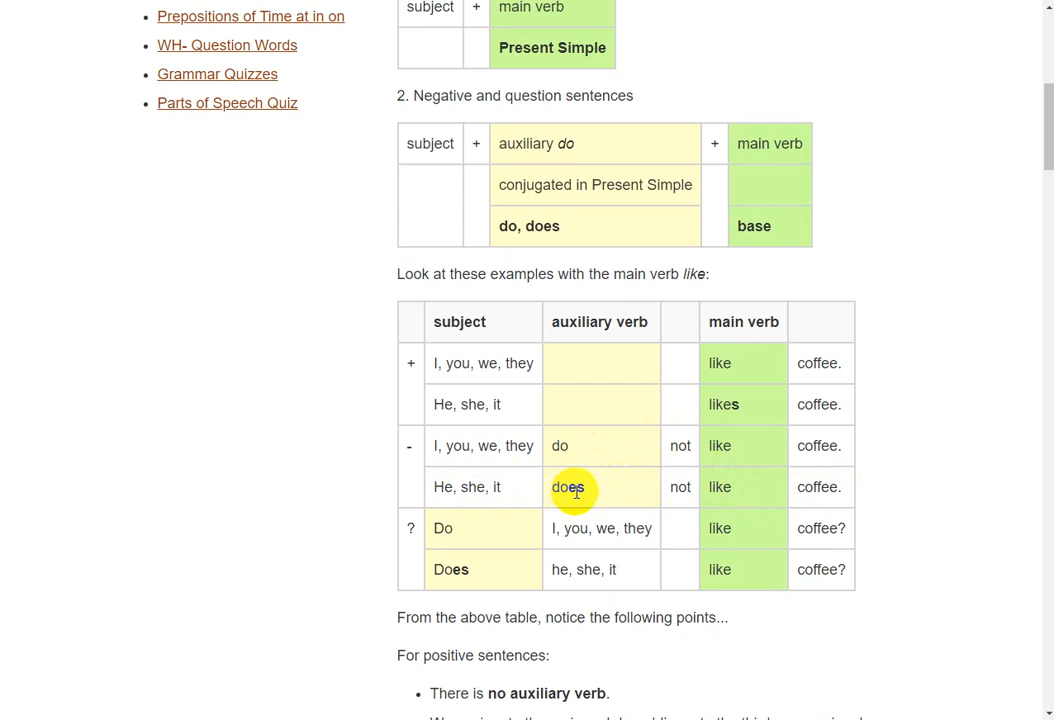 Prepositions of Time at in on
WH- Question Words
Grammar Quizzes
Parts of Speech Quiz
subject + main verb
Present Simple
2. Negative and question sentences
subject + auxiliary do + main verb
conjugated in Present Simple
do, does base
Look at these examples with the main verb like:
subject auxiliary verb main verb
+ I, you, we, they like coffee.
He, she, it likes coffee.
- I, you, we, they do not like coffee.
He, she, it does not like coffee.
? Do I, you, we, they like coffee?
Does he, she, it like coffee?
From the above table, notice the following points...
For positive sentences:
There is no auxiliary verb.